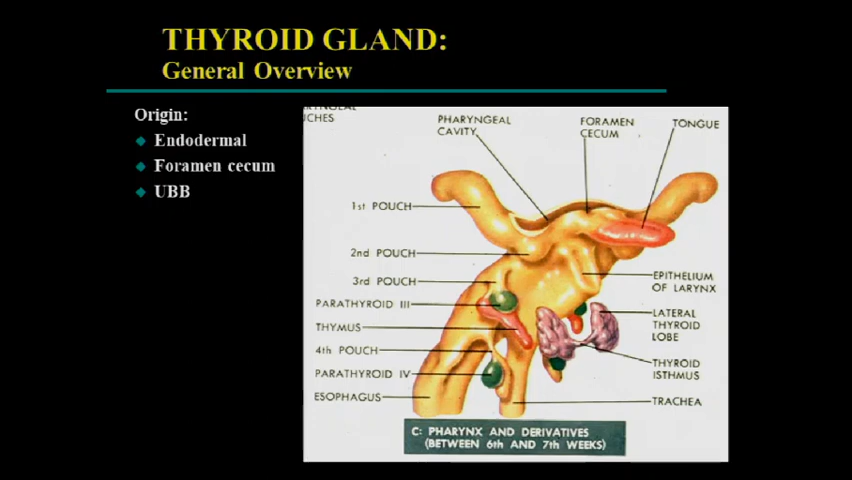 THYROID GLAND:
General Overview
Origin:
Endodermal
Foramen cecum
UBB
UCHES
PHARYNGEAL
CAVITY
FORAMEN
CECUM
TONGUE
1st POUCH
2nd POUCH
3rd POUCH
PARATHYROID III
THYMUS
4th POUCH
PARATHYROID IV
ESOPHAGUS
EPITHELIUM
OF LARYNX
LATERAL
THYROID
LOBE
THYROID
ISTHMUS
TRACHEA
C: PHARYNX AND DERIVATIVES
(BETWEEN 6th AND 7th WEEKS)